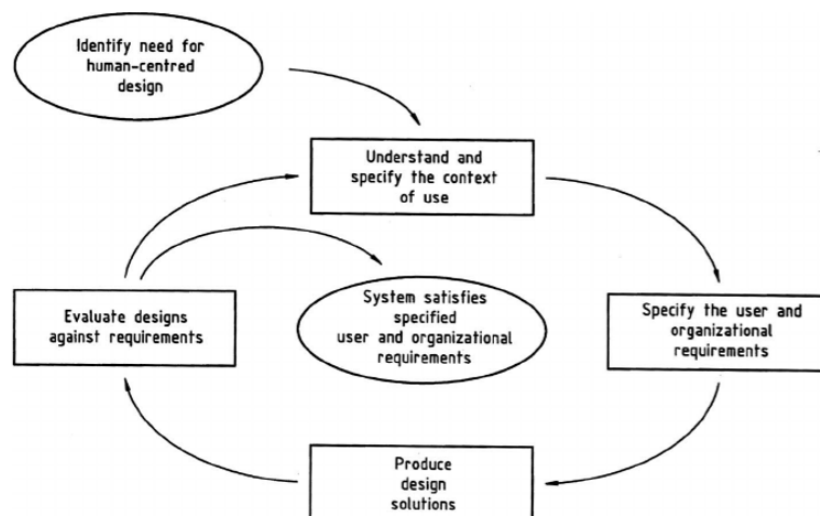 Identify need for
human-centred
design
Understand and
specify the context
of use
Evaluate designs
against requirements
System satisfies
specified
user and organizational
requirements
Specify the user and
organizational
requirements
Produce
design
solutions